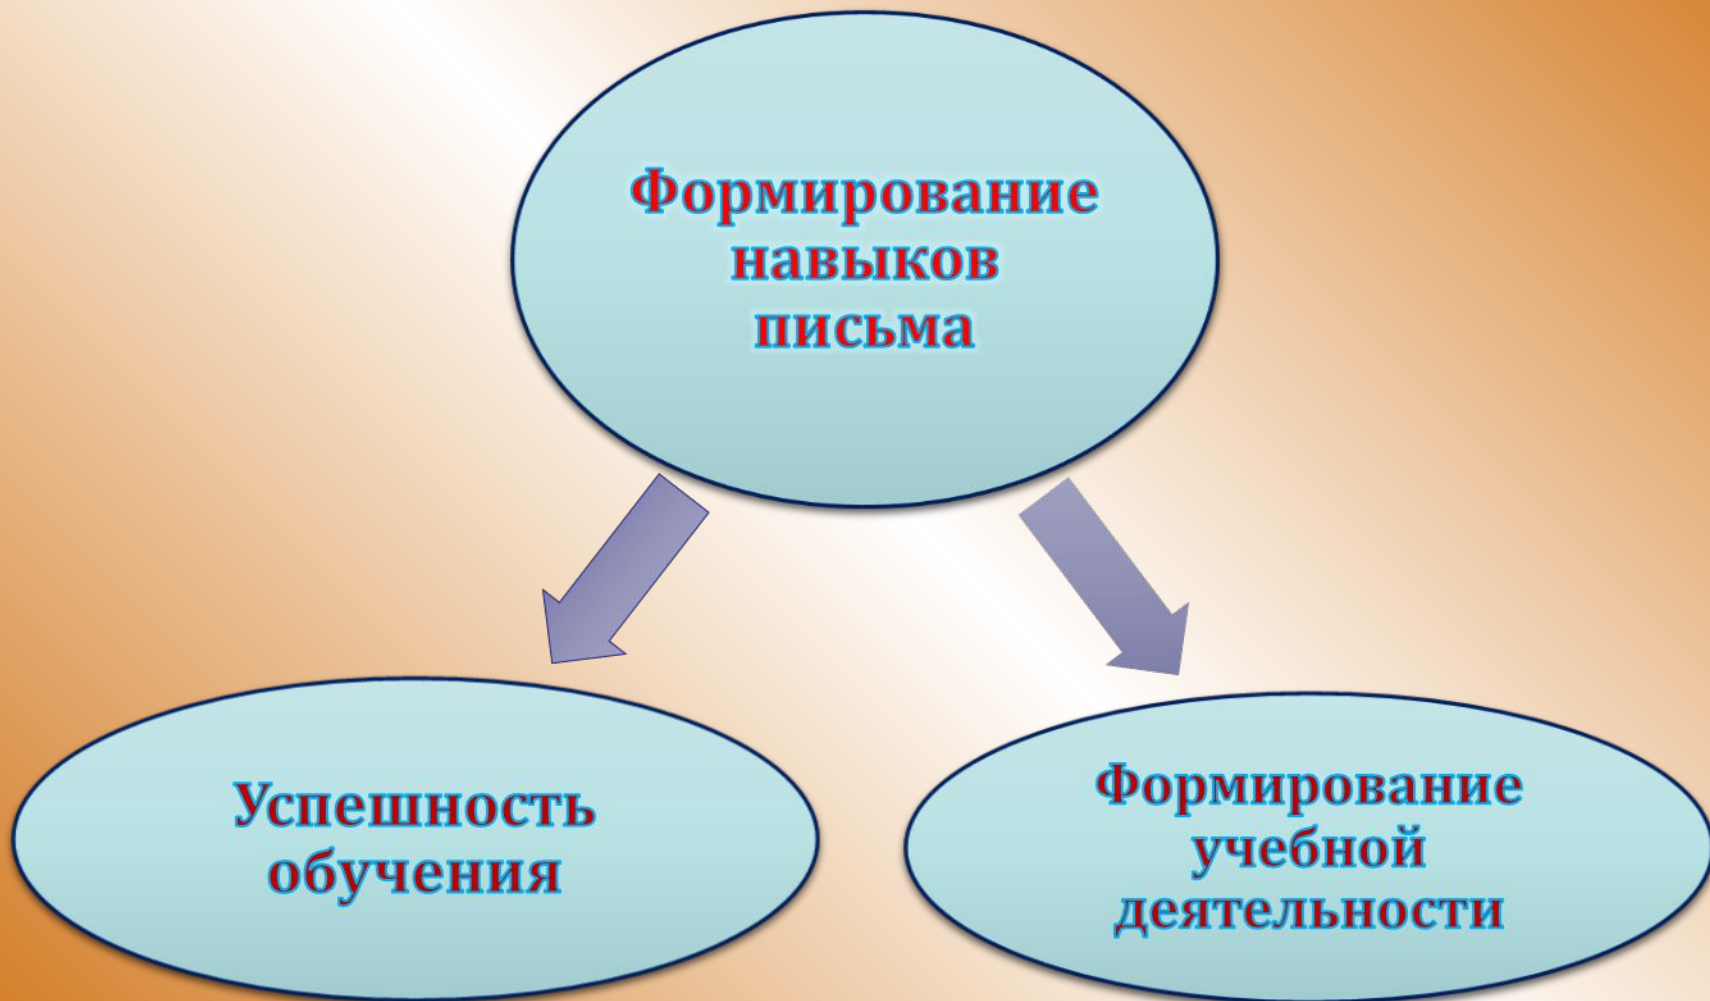 Формирование
навыков
письма
Успешность
обучения
Формирование
учебной
деятельности